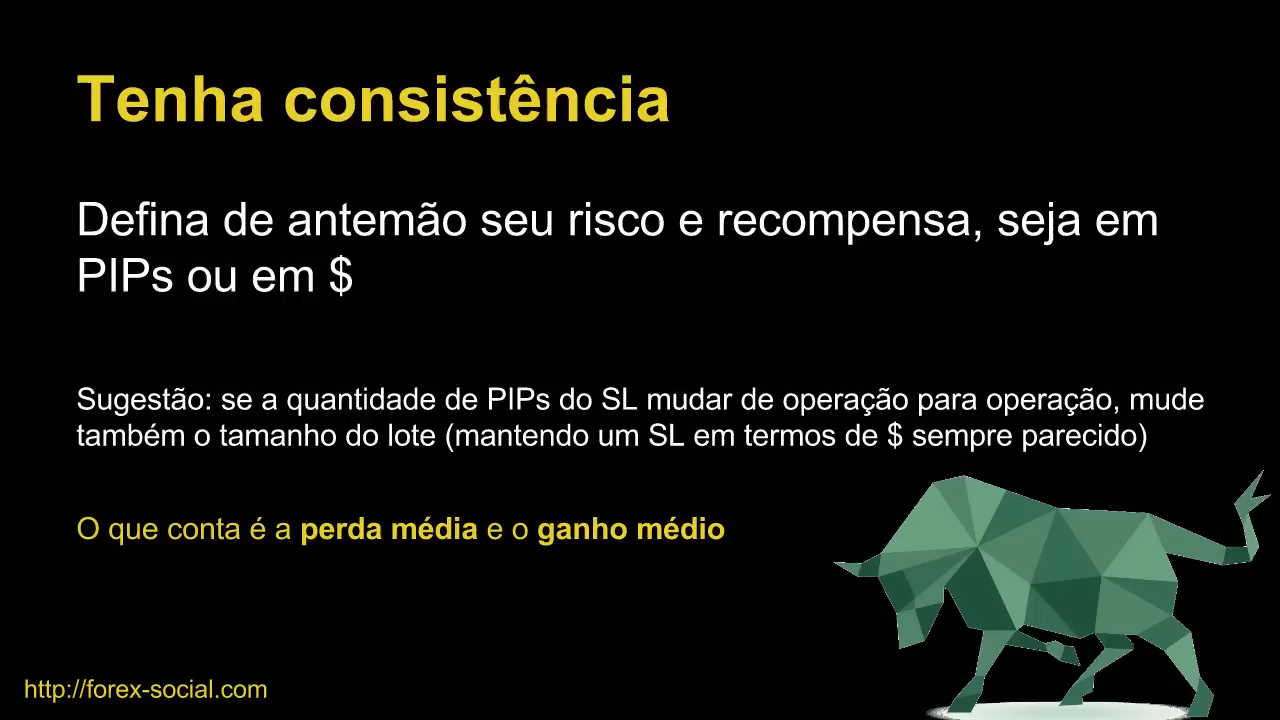 Tenha consistência
Defina de antemão seu risco e recompensa, seja em
PIPs ou em $
Sugestão: se a quantidade de PIPs do SL mudar de operação para operação, mude
também o tamanho do lote (mantendo um SL em termos de $ sempre parecido)
O que conta é a perda média e o ganho médio
http://forex-social.com